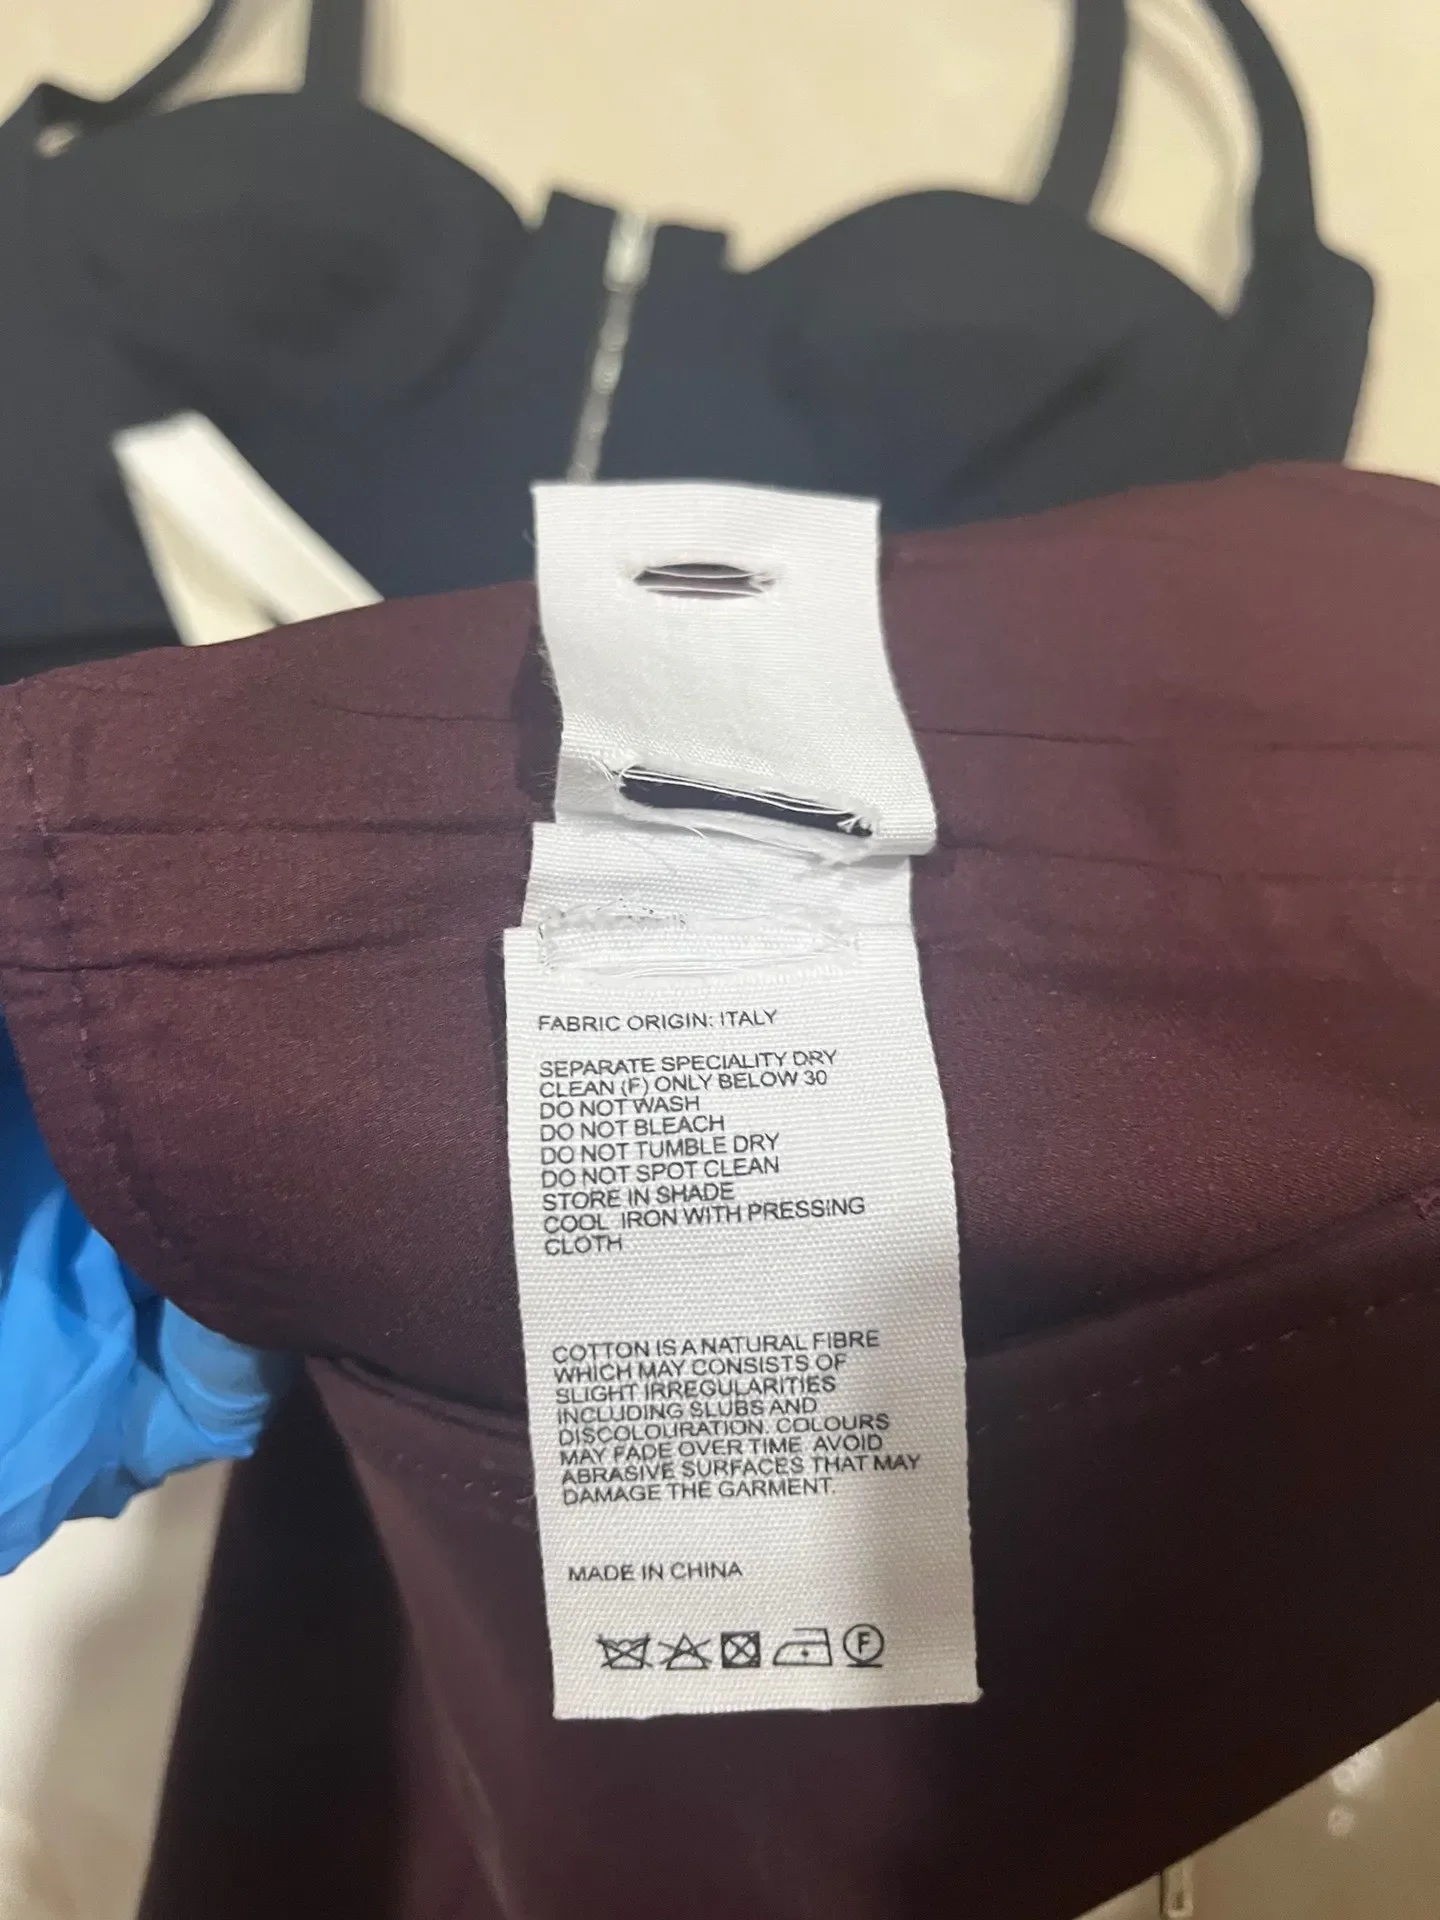 FABRIC ORIGIN: ITALY
SEPARATE SPECIALITY DRY
CLEAN (F) ONLY BELOW 30
DO NOT WASH
DO NOT BLEACH
DO NOT TUMBLE DRY
DO NOT SPOT CLEAN
STORE IN SHADE
COOL IRON WITH PRESSING
CLOTH
COTTON IS A NATURAL FIBRE
WHICH MAY CONSISTS OF
SLIGHT IRREGULARITIES
INCLUDING SLUBS AND
DISCOLOURATION. COLOURS
MAY FADE OVER TIME AVOID
ABRASIVE SURFACES THAT MAY
DAMAGE THE GARMENT.
MADE IN CHINA
F